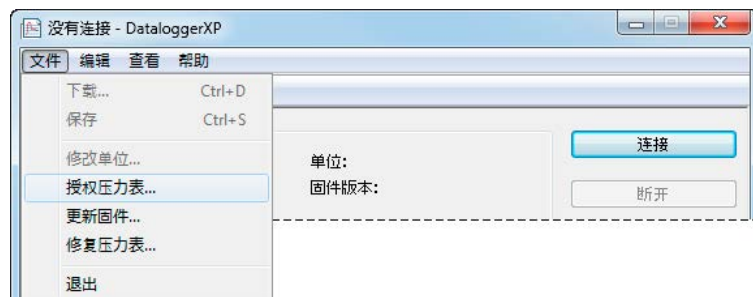 没有连接 - DataloggerXP
文件 编辑 查看 帮助
下载... Ctrl+D
保存 Ctrl+S
修改单位...
授权压力表...
更新固件...
修复压力表...
退出
单位:
固件版本:
连接
断开